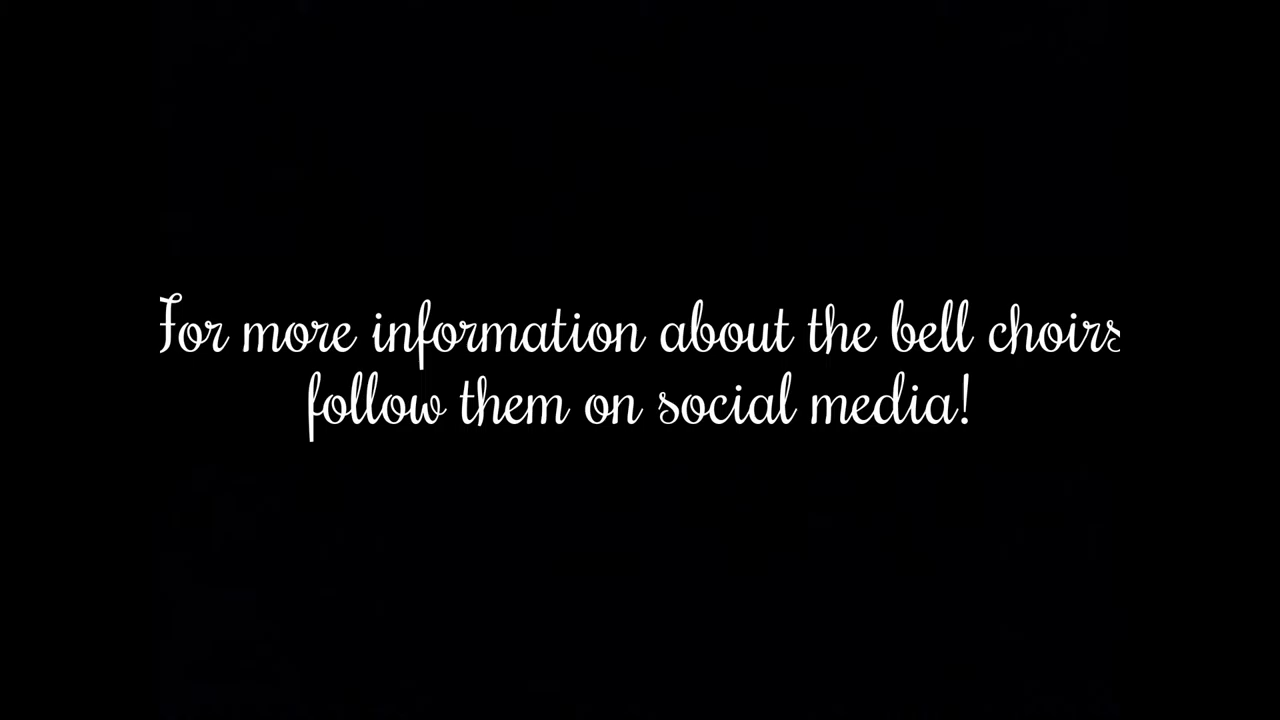 For more information about the bell choirs
follow them on social media!